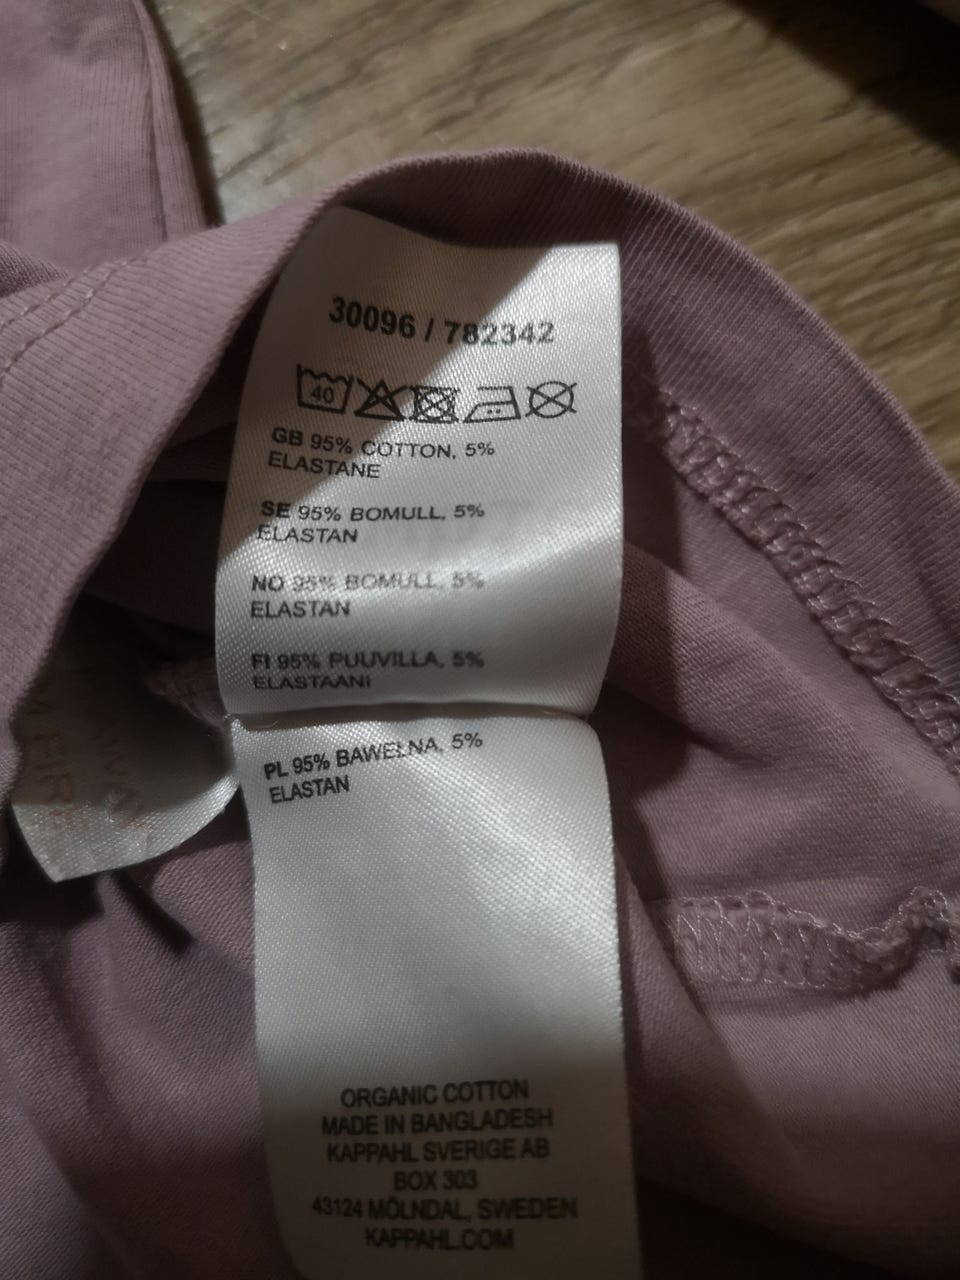 30096 / 782342
40
GB 95% COTTON, 5%
ELASTANE
SE 95% BOMULL, 5%
ELASTAN
NO 95% BOMULL, 5%
ELASTAN
FI 95% PUUVILLA, 5%
ELASTAANI
PL 95% BAWEŁNA, 5%
ELASTAN
ORGANIC COTTON
MADE IN BANGLADESH
KAPPAHL SVERIGE AB
BOX 303
43124 MÖLNDAL, SWEDEN
KAPPAHL.COM